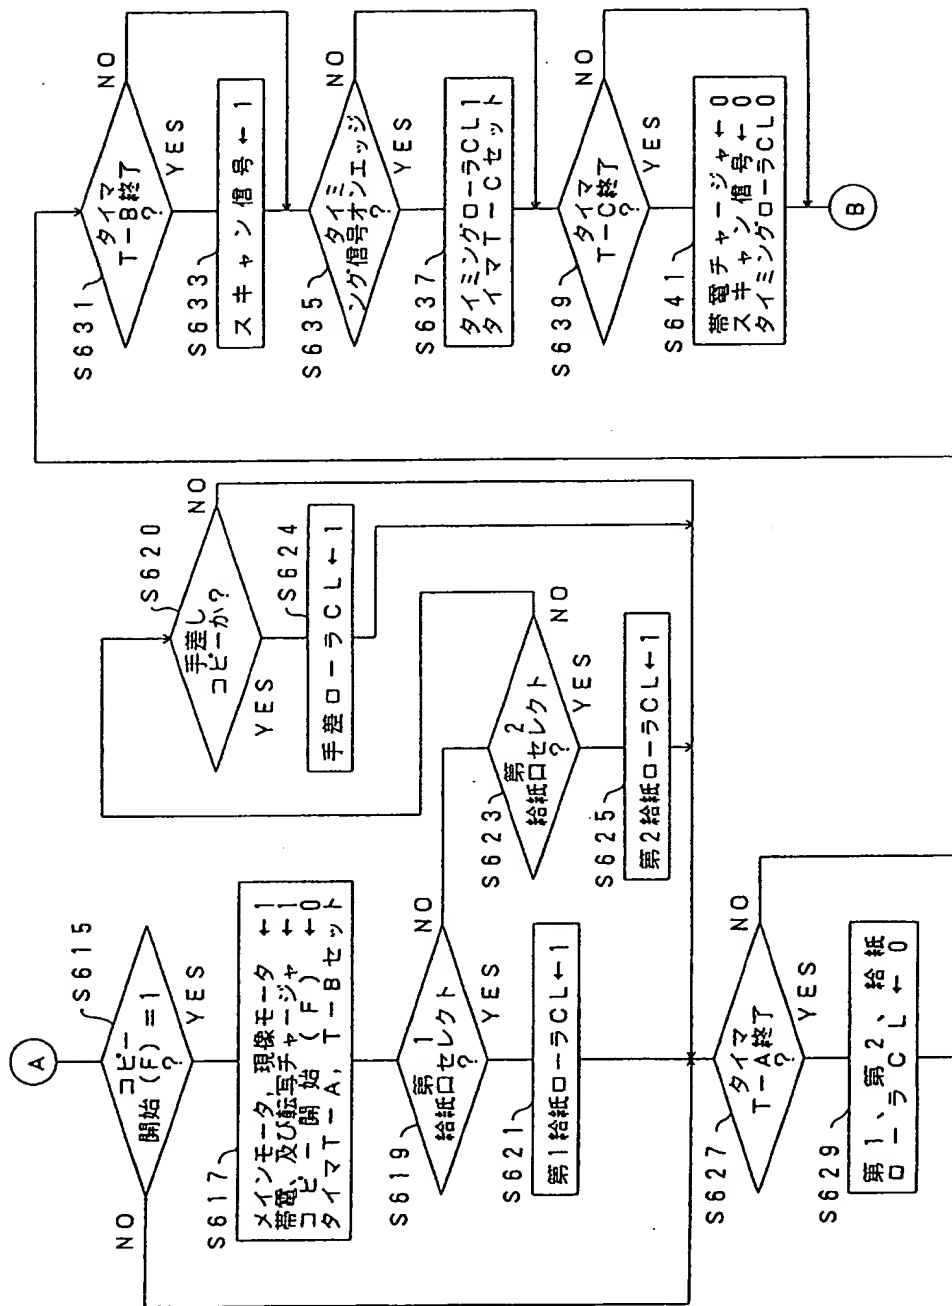 A
S615
コピー
開始(F)=1
?
NO
YES
S617
メインモータ,現像モータ ←1
帯電、及び転写チャージャ ←1
コピー開始(F) ←0
タイマT-A, T-Bセット
S619
第1
給紙口セレクト
?
NO
YES
S621
第1給紙ローラCL←1
S623
第2
給紙口セレクト
?
NO
YES
S625
第2給紙ローラCL←1
S620
手差し
コピーか?
NO
YES
S624
手差ローラCL←1
S627
タイマ
T-A終了
?
NO
YES
S629
第1、第2、給紙
ローラCL←0
S631
タイマ
T-B終了
?
NO
YES
S633
スキャン信号←1
S635
タイミ
ング信号オンエッジ
?
NO
YES
S637
タイミングローラCL1
タイマT-Cセット
S639
タイマ
T-C終了
?
NO
YES
S641
帯電チャージャ←0
スキャン信号←0
タイミングローラCL0
B